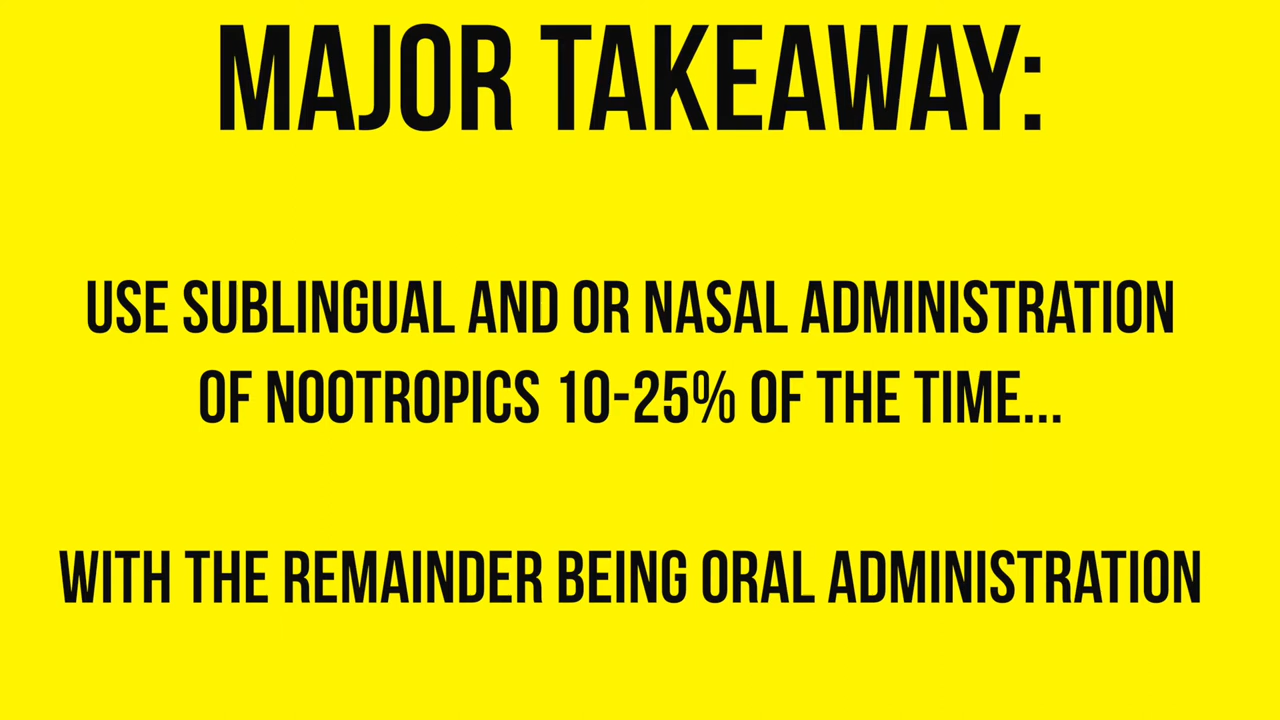 MAJOR TAKEAWAY:
USE SUBLINGUAL AND OR NASAL ADMINISTRATION
OF NOOTROPICS 10-25% OF THE TIME...
WITH THE REMAINDER BEING ORAL ADMINISTRATION